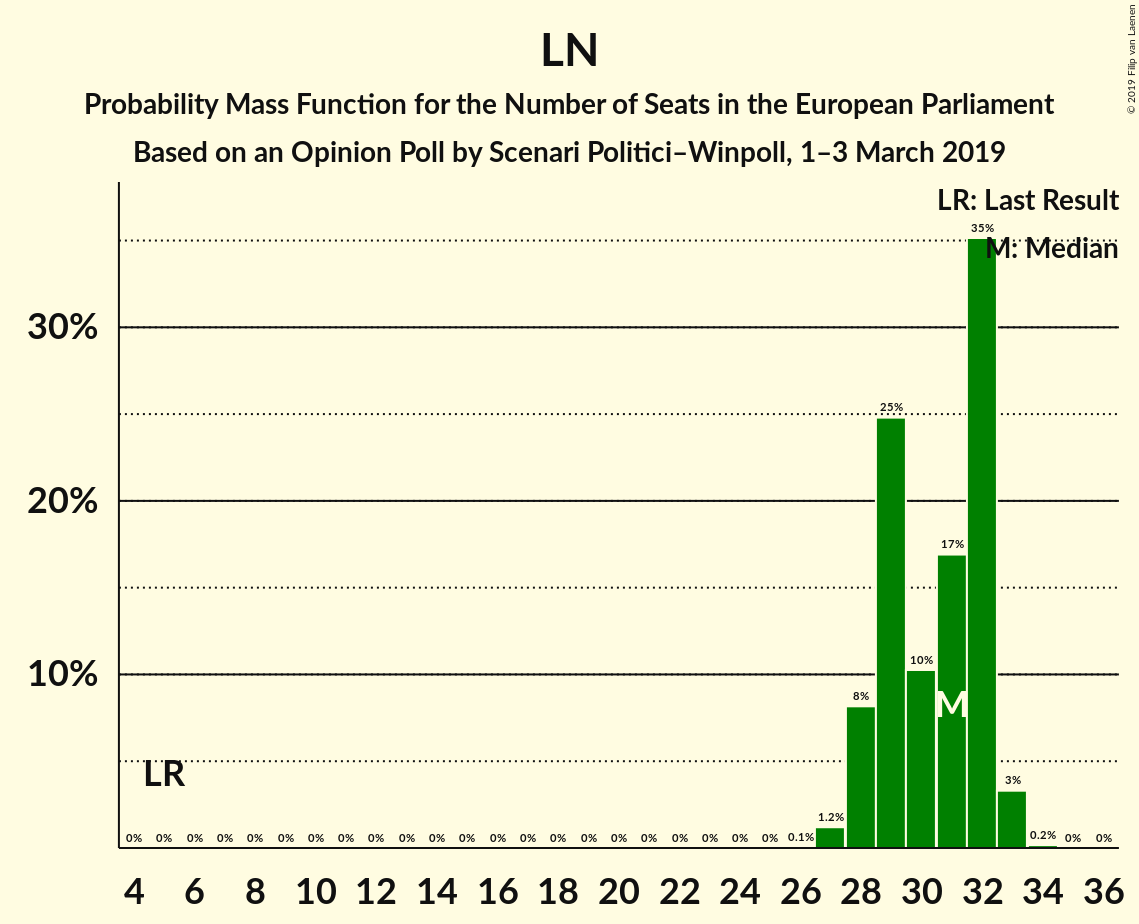 LN
Probability Mass Function for the Number of Seats in the European Parliament
Based on an Opinion Poll by Scenari Politici–Winpoll, 1–3 March 2019
© 2019 Filip van Laenen
LR: Last Result
M: Median
30%
20%
10%
LR
M
0% 0% 0% 0% 0% 0% 0% 0% 0% 0% 0% 0% 0% 0% 0% 0% 0% 0% 0% 0% 0% 0% 0.1% 1.2% 8% 25% 10% 17% 35% 3% 0.2% 0% 0%
4 6 8 10 12 14 16 18 20 22 24 26 28 30 32 34 36